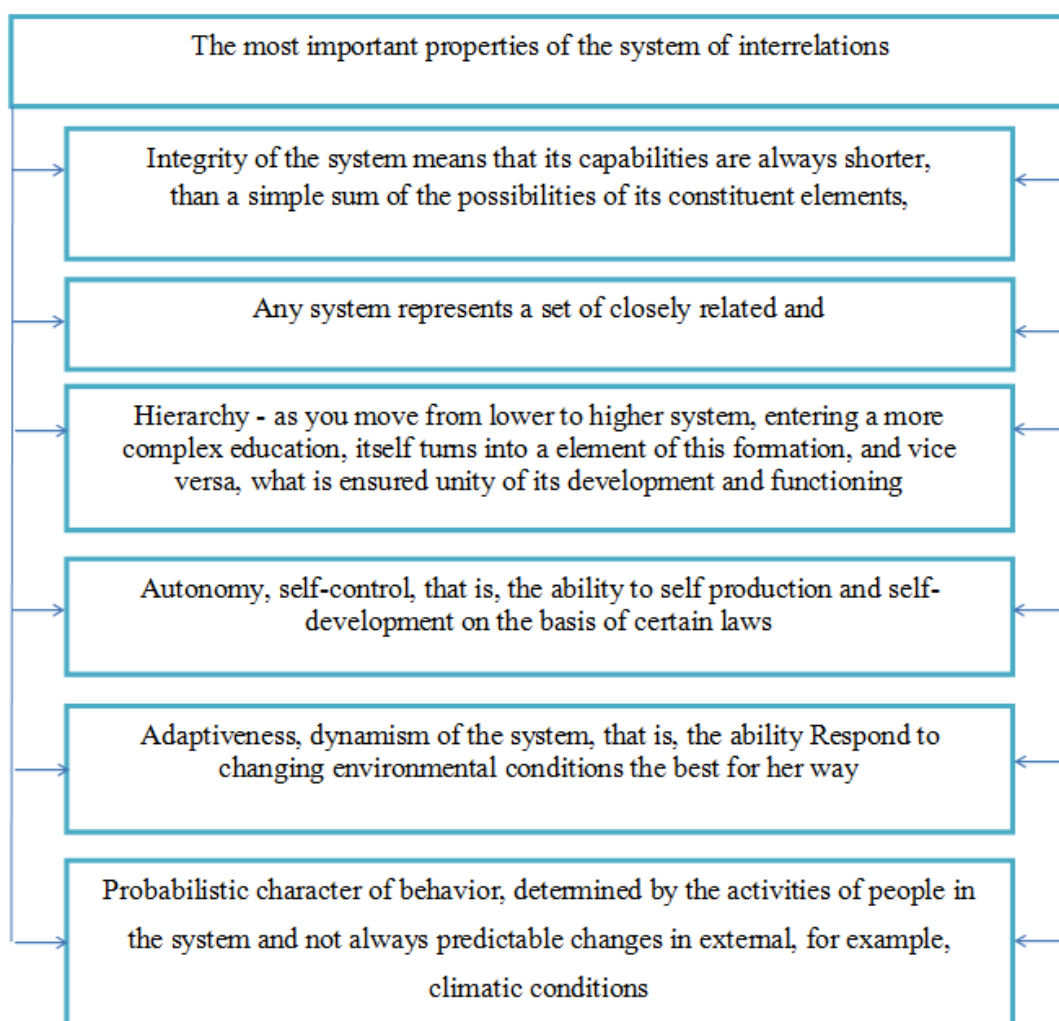 The most important properties of the system of interrelations
Integrity of the system means that its capabilities are always shorter,
than a simple sum of the possibilities of its constituent elements,
Any system represents a set of closely related and
Hierarchy - as you move from lower to higher system, entering a more
complex education, itself turns into a element of this formation, and vice
versa, what is ensured unity of its development and functioning
Autonomy, self-control, that is, the ability to self production and self-
development on the basis of certain laws
Adaptiveness, dynamism of the system, that is, the ability Respond to
changing environmental conditions the best for her way
Probabilistic character of behavior, determined by the activities of people in
the system and not always predictable changes in external, for example,
climatic conditions